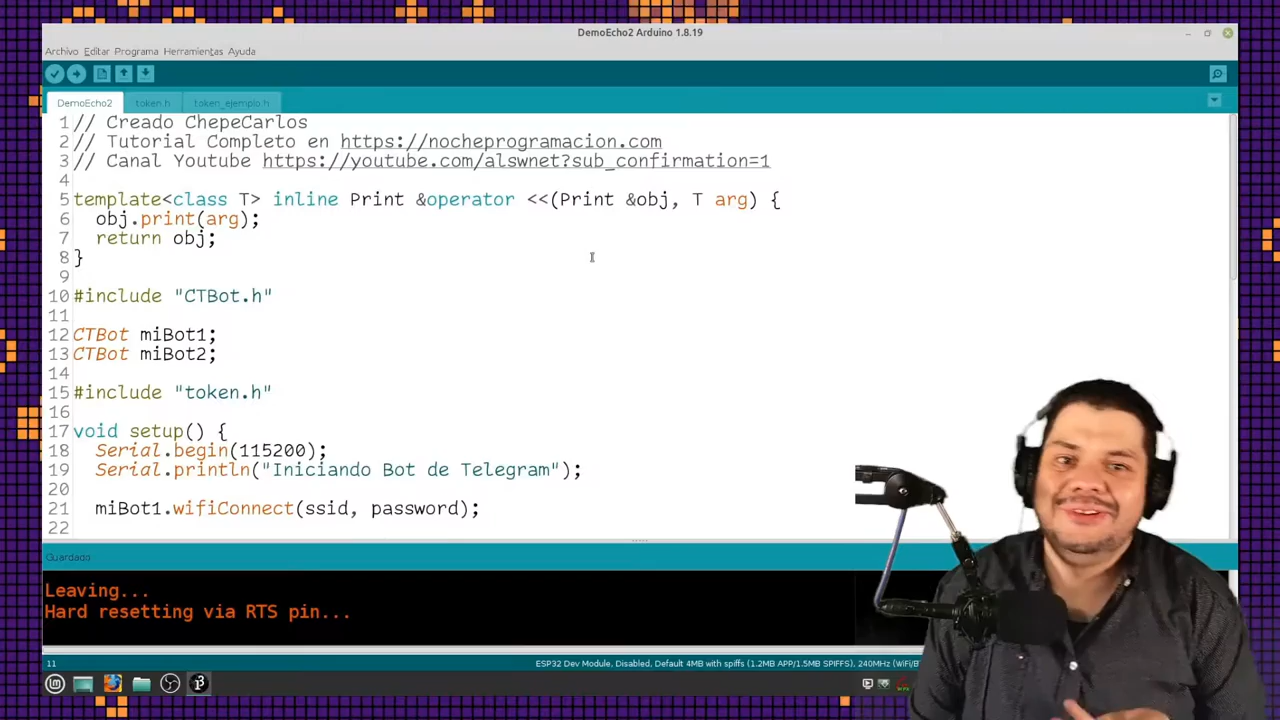 DemoEcho2 Arduino 1.8.19
Archivo Editar Programa Herramientas Ayuda
DemoEcho2 token.h token_ejemplo.h
1 // Creado ChepeCarlos
2 // Tutorial Completo en https://nocheprogramacion.com
3 // Canal Youtube https://youtube.com/alswnet?sub_confirmation=1
4
5 template<class T> inline Print &operator <<(Print &obj, T arg) {
6 obj.print(arg);
7 return obj;
8 }
9
10 #include "CTBot.h"
11
12 CTBot miBot1;
13 CTBot miBot2;
14
15 #include "token.h"
16
17 void setup() {
18 Serial.begin(115200);
19 Serial.println("Iniciando Bot de Telegram");
20
21 miBot1.wifiConnect(ssid, password);
22
Guardado
Leaving...
Hard resetting via RTS pin...
11 ESP32 Dev Module, Disabled, Default 4MB with spiffs (1.2MB APP/1.5MB SPIFFS), 240MHz (WiFi/